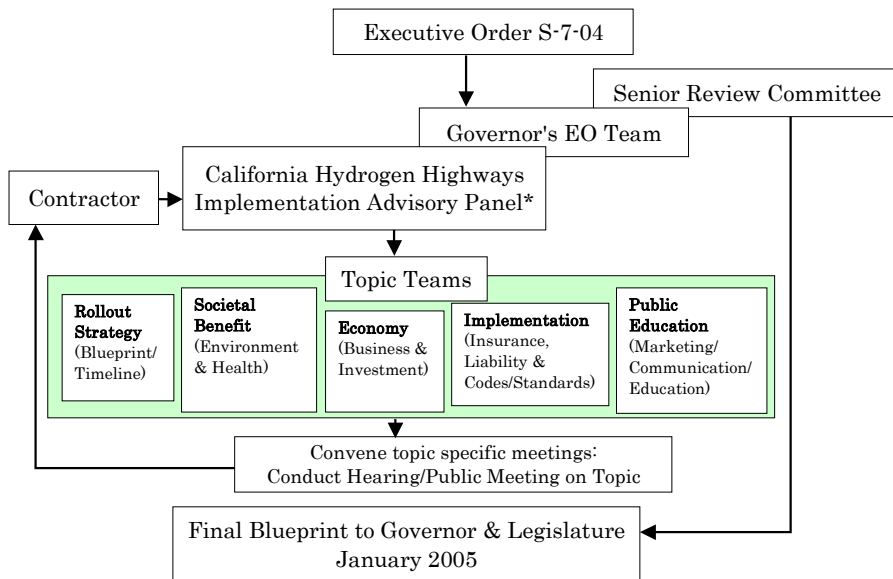 Executive Order S-7-04
Senior Review Committee
Governor's EO Team
California Hydrogen Highways
Implementation Advisory Panel*
Contractor
Topic Teams
Rollout
Strategy
(Blueprint/
Timeline)
Societal
Benefit
(Environment
& Health)
Economy
(Business &
Investment)
Implementation
(Insurance,
Liability &
Codes/Standards)
Public
Education
(Marketing/
Communication/
Education)
Convene topic specific meetings:
Conduct Hearing/Public Meeting on Topic
Final Blueprint to Governor & Legislature
January 2005